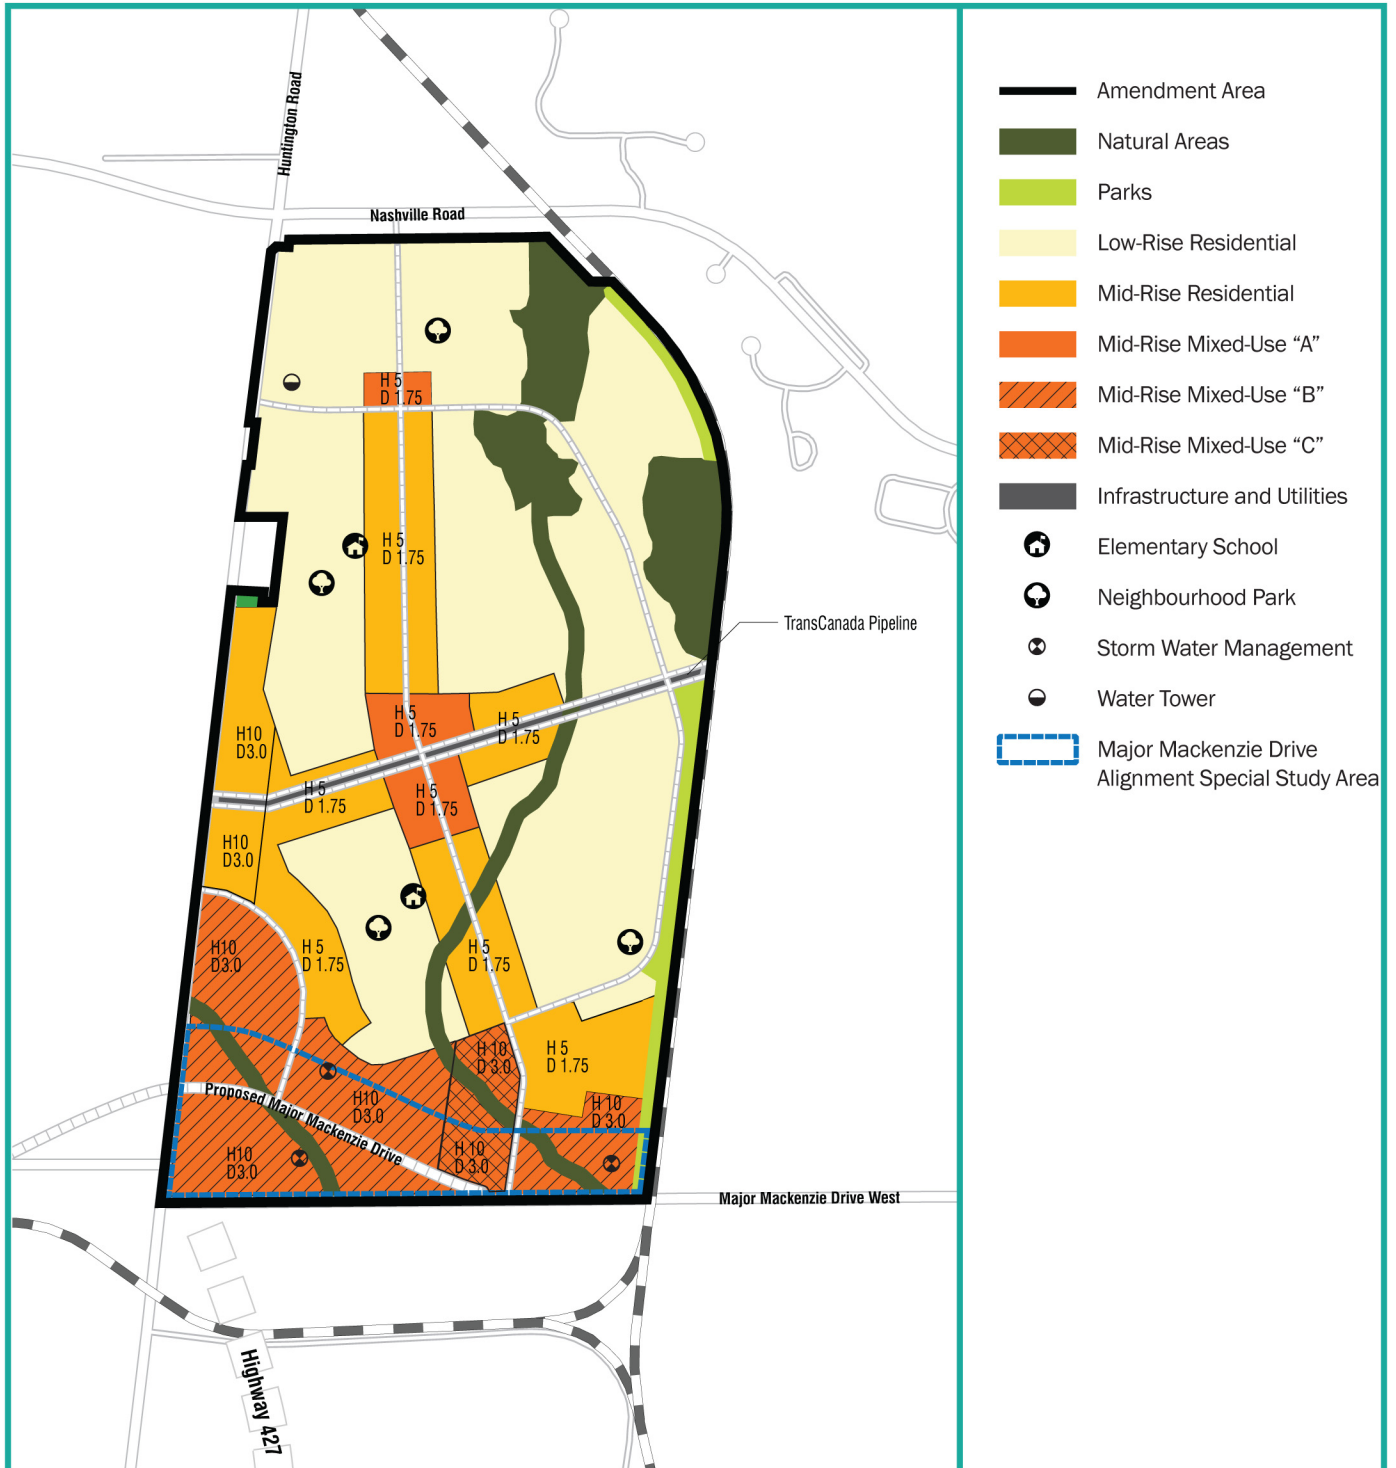 Huntington Road
Nashville Road
H 5
D 1.75
H 5
D 1.75
TransCanada Pipeline
H 5
D 1.75
H 5
D 1.75
H10
D3.0
H 5
D 1.75
H 5
D 1.75
H10
D3.0
H10
D3.0
H 5
D 1.75
H 5
D 1.75
H 10
D 3.0
H 5
D 1.75
Proposed Major Mackenzie Drive
H10
D3.0
H 10
D 3.0
H10
D3.0
H 10
D 3.0
Major Mackenzie Drive West
Highway 427
Amendment Area
Natural Areas
Parks
Low-Rise Residential
Mid-Rise Residential
Mid-Rise Mixed-Use “A”
Mid-Rise Mixed-Use “B”
Mid-Rise Mixed-Use “C”
Infrastructure and Utilities
Elementary School
Neighbourhood Park
Storm Water Management
Water Tower
Major Mackenzie Drive
Alignment Special Study Area